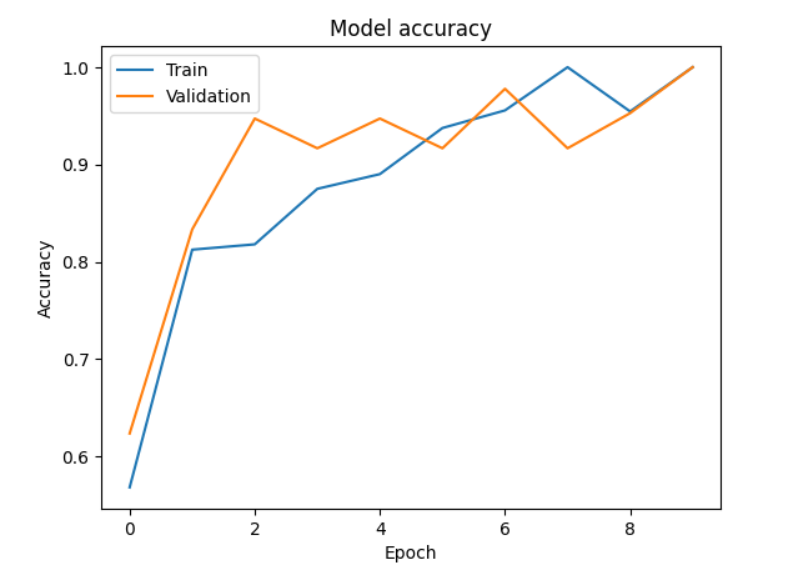 Model accuracy
Train
Validation
1.0
0.9
0.8
0.7
0.6
Accuracy
0 2 4 6 8
Epoch